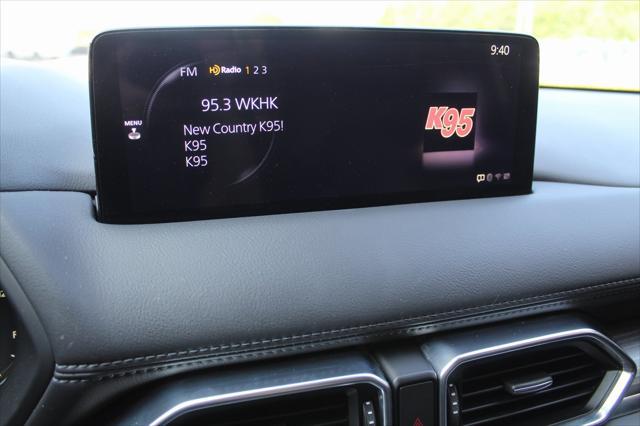 9:40
FM HD Radio 1 2 3
95.3 WKHK
MENU
New Country K95!
K95
K95
K95
F